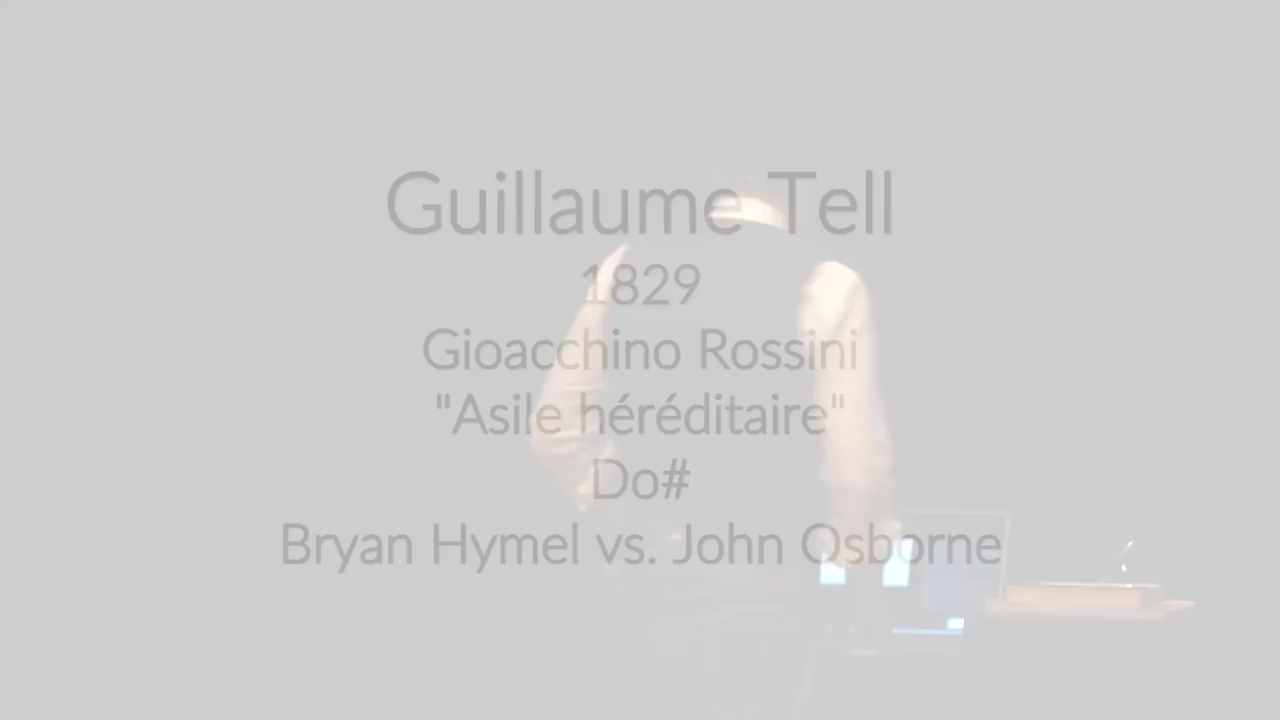 Guillaume Tell
1829
Gioacchino Rossini
"Asile héréditaire"
Do#
Bryan Hymel vs. John Osborne